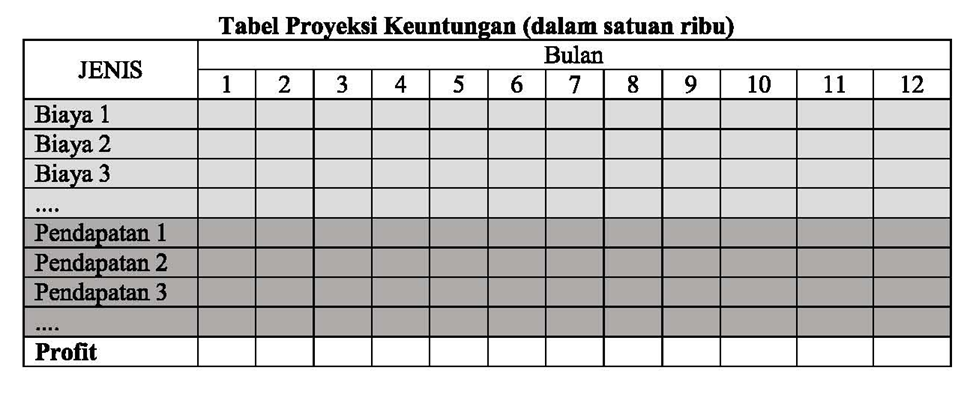 Tabel Proyeksi Keuntungan (dalam satuan ribu)
JENIS
Bulan
1 2 3 4 5 6 7 8 9 10 11 12
Biaya 1
Biaya 2
Biaya 3
....
Pendapatan 1
Pendapatan 2
Pendapatan 3
....
Profit